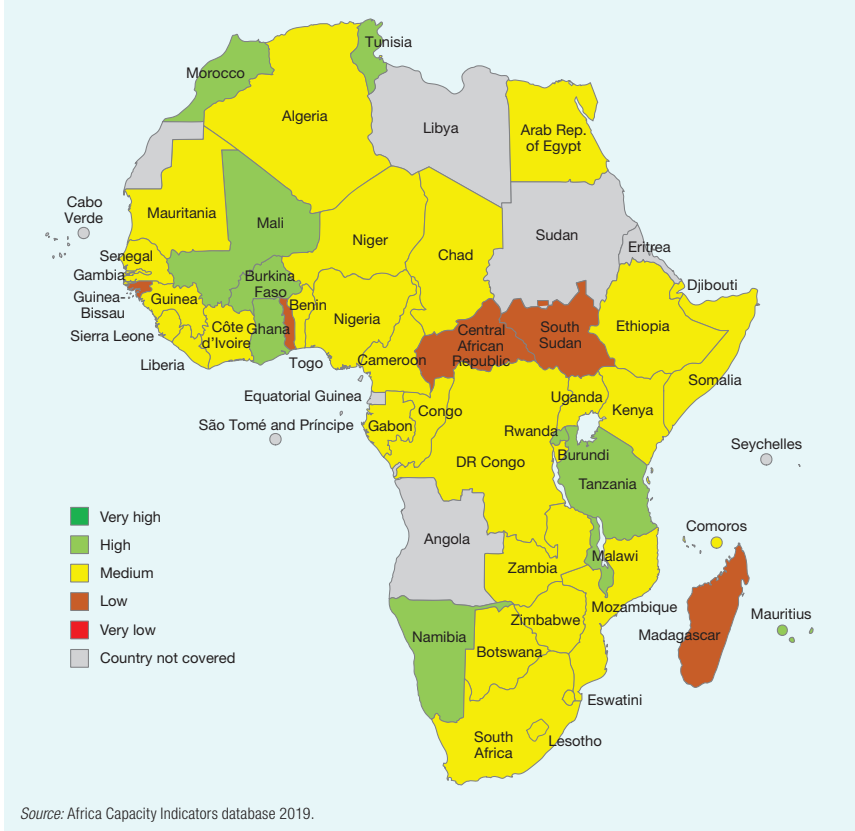 Tunisia
Morocco
Algeria
Libya
Arab Rep.
of Egypt
Cabo
Verde
Mauritania
Mali
Niger
Chad
Sudan
Eritrea
Senegal
Gambia
Guinea-
Bissau
Guinea
Burkina
Faso
Benin
Djibouti
Sierra Leone
Côte
d'Ivoire
Ghana
Nigeria
Central
African
Republic
South
Sudan
Ethiopia
Liberia
Togo
Cameroon
Somalia
Equatorial Guinea
Congo
Uganda
Kenya
São Tomé and Príncipe
Gabon
Rwanda
Seychelles
DR Congo
Burundi
Tanzania
Very high
High
Medium
Low
Very low
Country not covered
Angola
Comoros
Malawi
Zambia
Mozambique
Mauritius
Zimbabwe
Madagascar
Namibia
Botswana
Eswatini
South
Africa
Lesotho
Source: Africa Capacity Indicators database 2019.